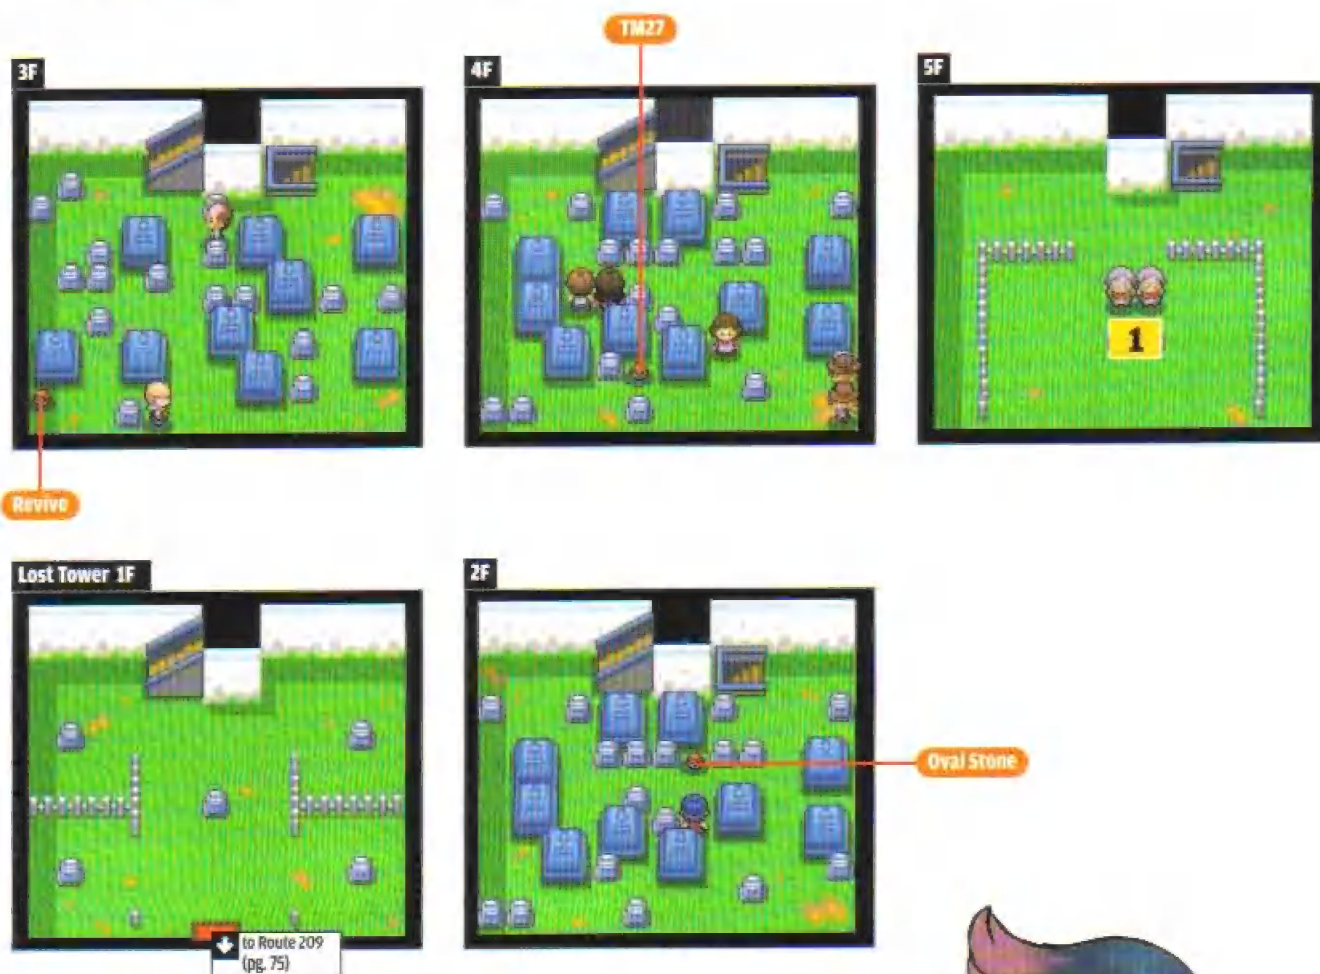 TM27
3F
4F
5F
1
Revive
Lost Tower 1F
2F
Oval Stone
to Route 209
(pg. 75)